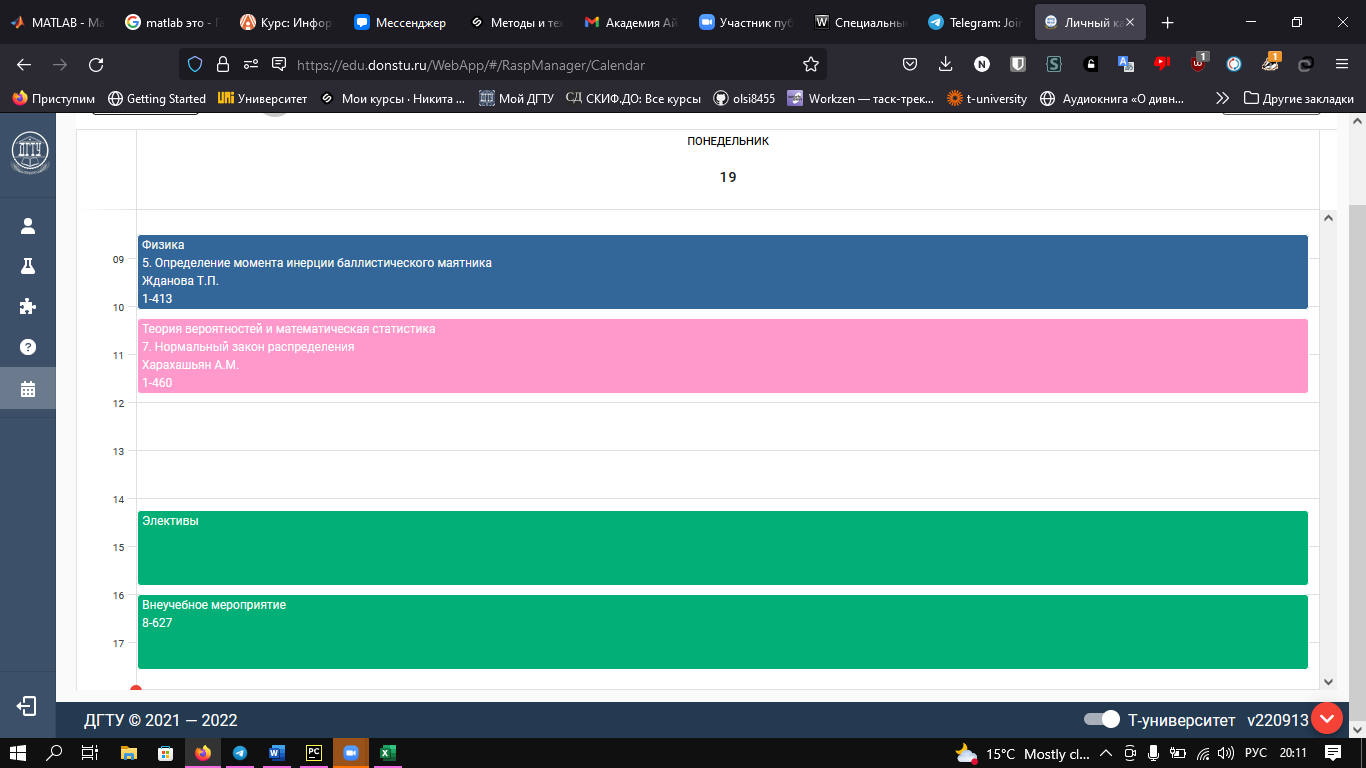 MATLAB - Ma
matlab это - П
Курс: Инфор
Мессенджер
Методы и тех
Академия Ай
Участник пуб
Специальны
Telegram: Join
Личный ка
https://edu.donstu.ru/WebApp/#/RaspManager/Calendar
1
1
Приступим
Getting Started
Университет
Мои курсы · Никита ...
Мой ДГТУ
СКИФ.ДО: Все курсы
olsi8455
Workzen — таск-трек...
t-university
Аудиокнига «О дивн...
Другие закладки
ДГТУ
ПОНЕДЕЛЬНИК
19
Физика
09
5. Определение момента инерции баллистического маятника
Жданова Т.П.
1-413
10
Теория вероятностей и математическая статистика
7. Нормальный закон распределения
11
Харахашьян А.М.
1-460
12
13
14
Элективы
15
16
Внеучебное мероприятие
8-627
17
ДГТУ © 2021 — 2022
Т-университет
v220913
15°C Mostly cl...
РУС
20:11